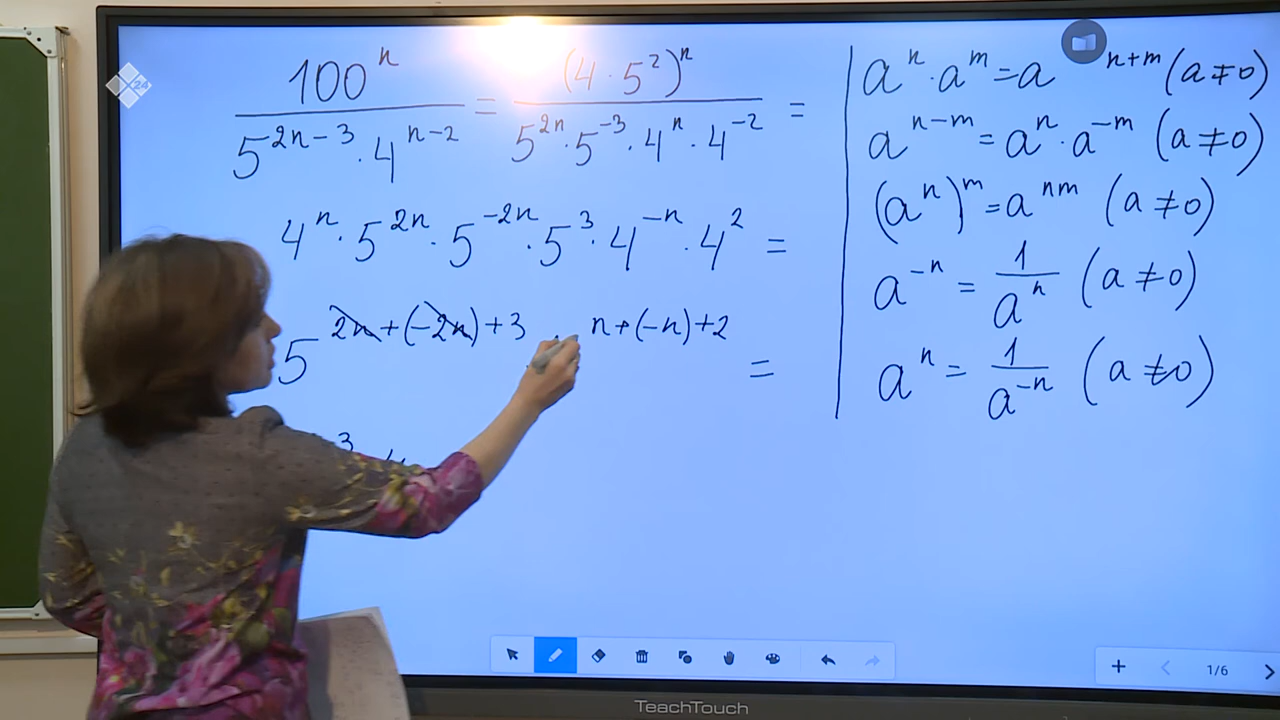 100^n / (5^(2n-3) · 4^(n-2)) = (4 · 5^2)^n / (5^(2n) · 5^(-3) · 4^n · 4^(-2)) =
4^n · 5^(2n) · 5^(-2n) · 5^3 · 4^(-n) · 4^2 =
5^(2n+(-2n)+3) · n+(-n)+2 =
3
a^n · a^m = a^(n+m) (a≠0)
a^(n-m) = a^n · a^(-m) (a≠0)
(a^n)^m = a^(nm) (a≠0)
a^(-n) = 1/a^n (a≠0)
a^n = 1/a^(-n) (a≠0)
24
1/6
TeachTouch